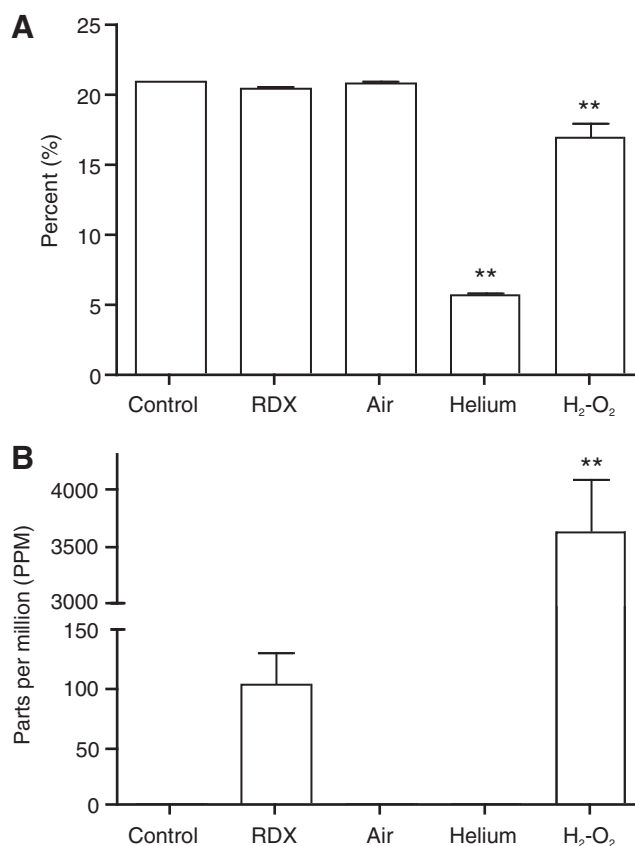 A
Percent (%)
25
20
15
10
5
0
**
**
Control RDX Air Helium H₂-O₂
B
Parts per million (PPM)
4000
3500
3000
150
100
50
0
**
Control RDX Air Helium H₂-O₂